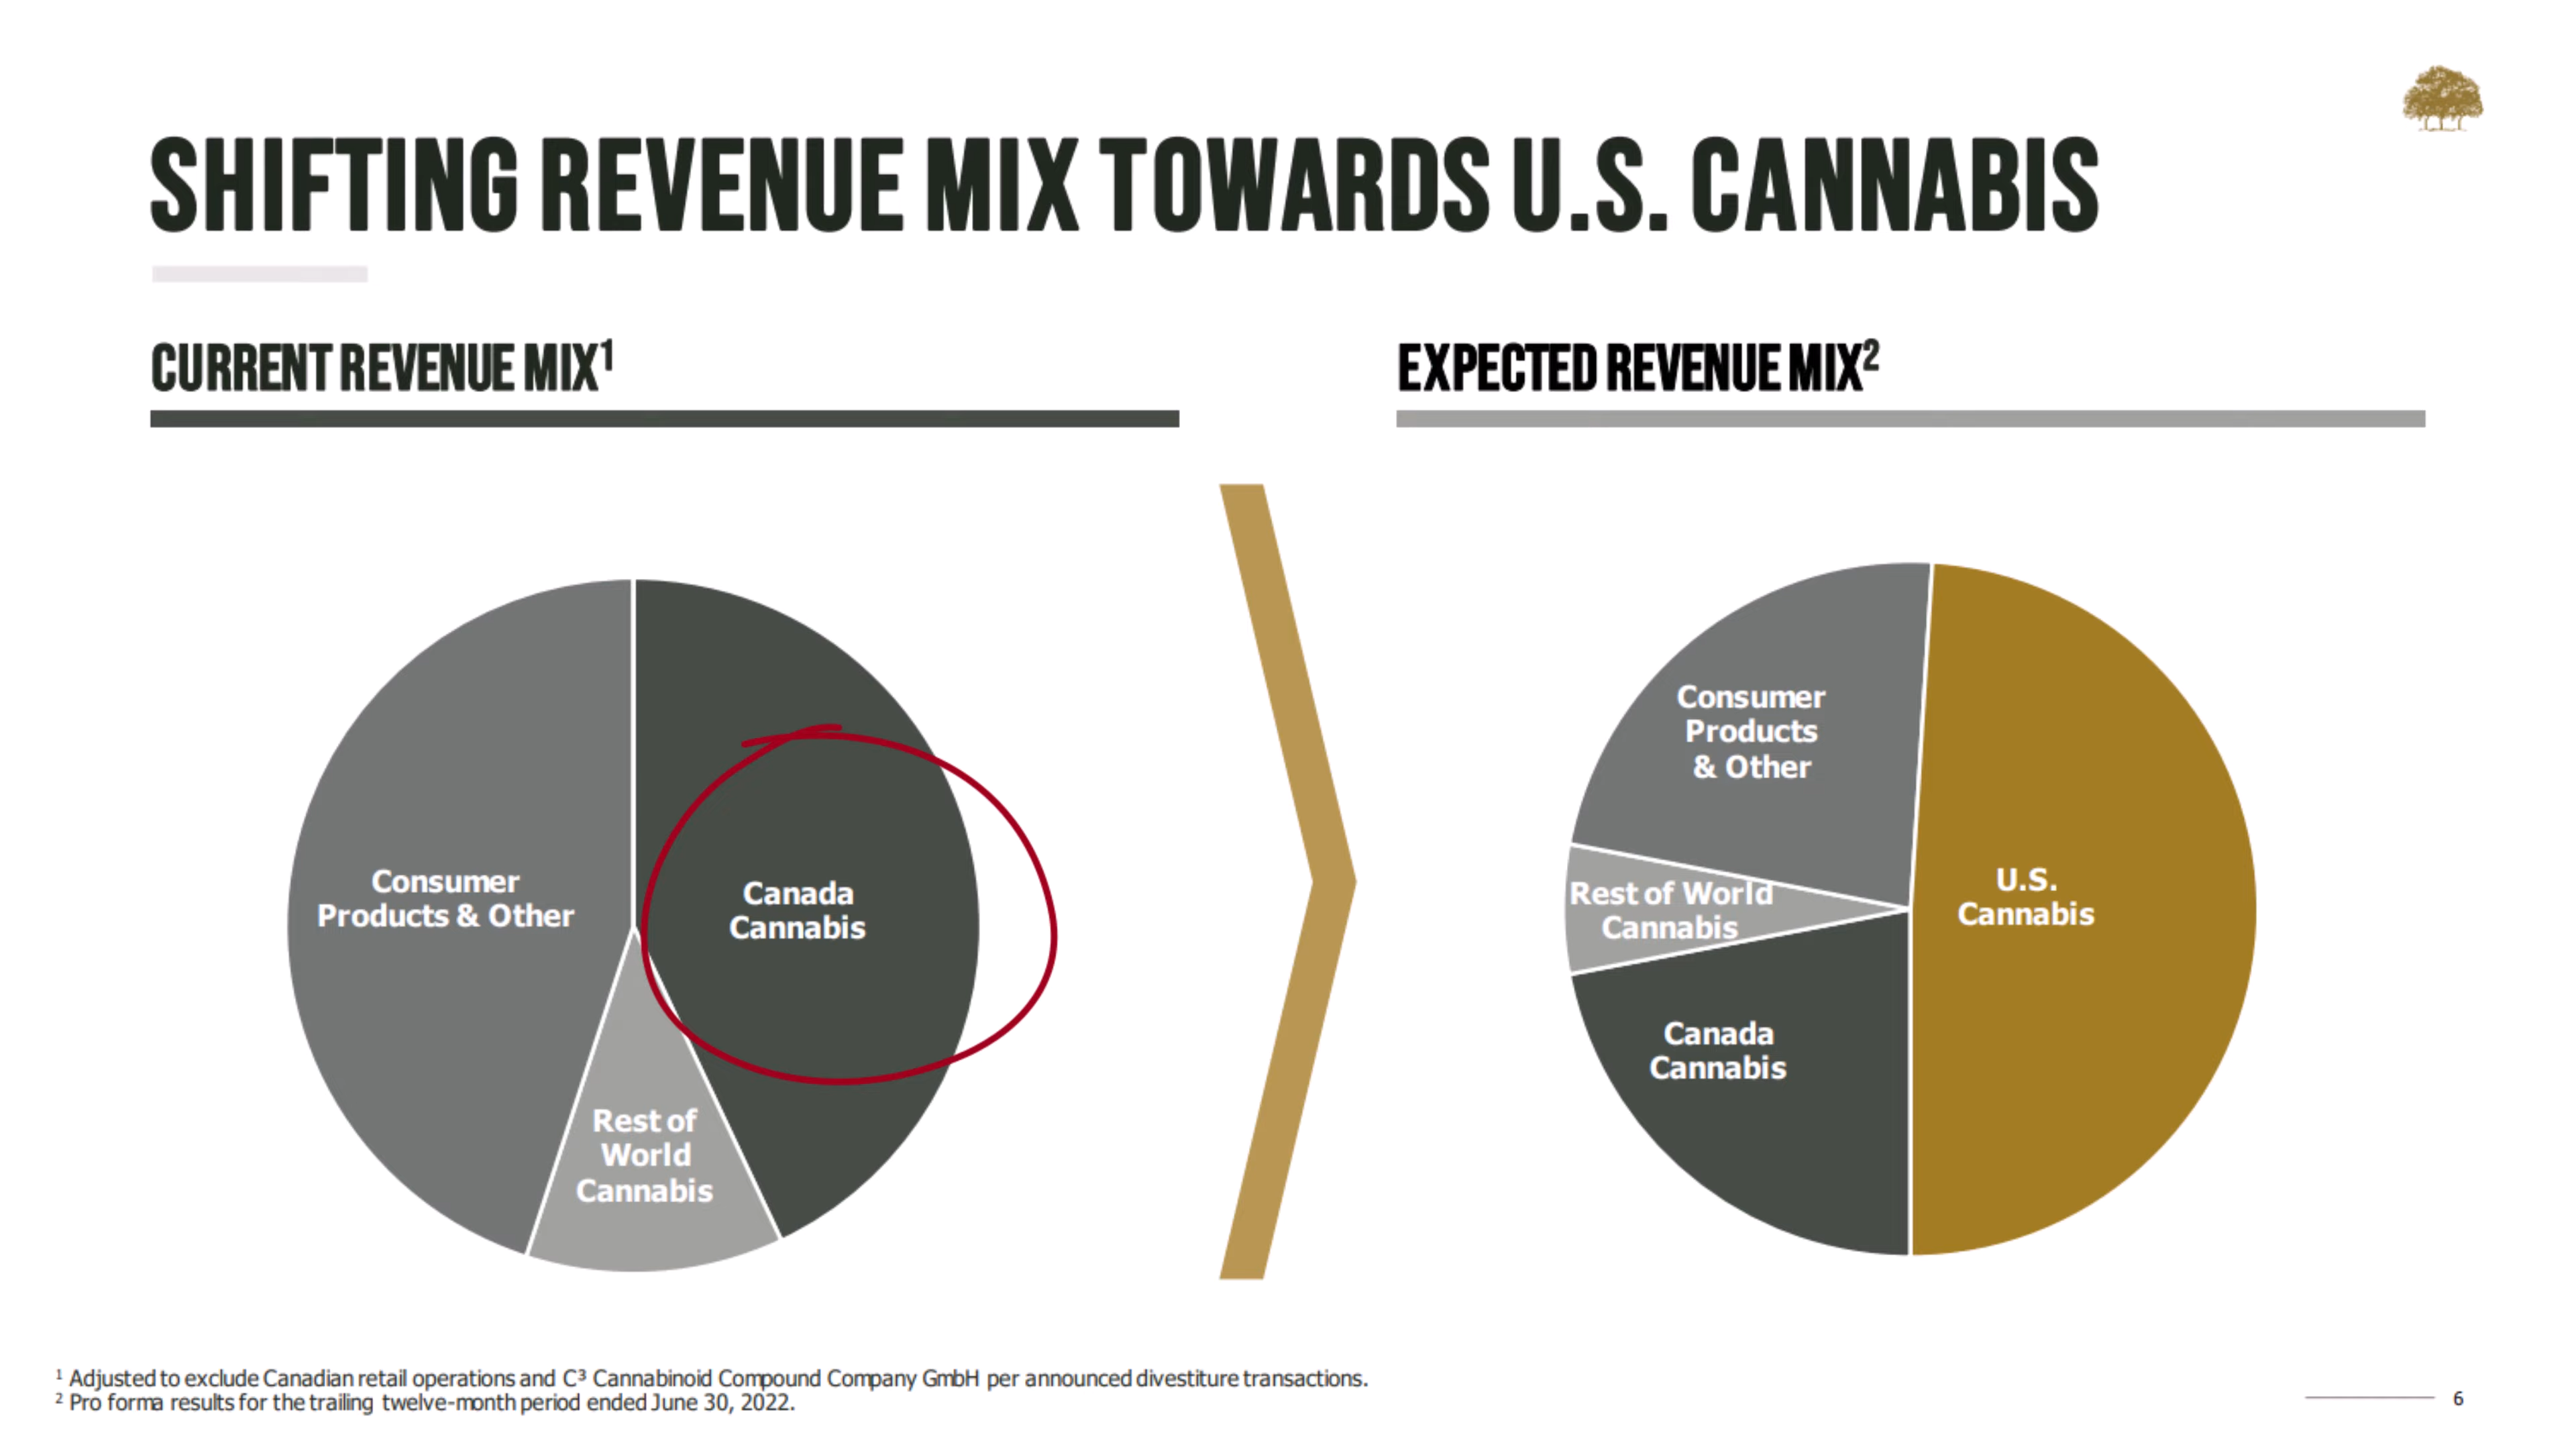 SHIFTING REVENUE MIX TOWARDS U.S. CANNABIS
CURRENT REVENUE MIX¹
EXPECTED REVENUE MIX²
Consumer
Products & Other
Canada
Cannabis
Rest of
World
Cannabis
Consumer
Products
& Other
Rest of World
Cannabis
Canada
Cannabis
U.S.
Cannabis
¹ Adjusted to exclude Canadian retail operations and C³ Cannabinoid Compound Company GmbH per announced divestiture transactions.
² Pro forma results for the trailing twelve-month period ended June 30, 2022.
6